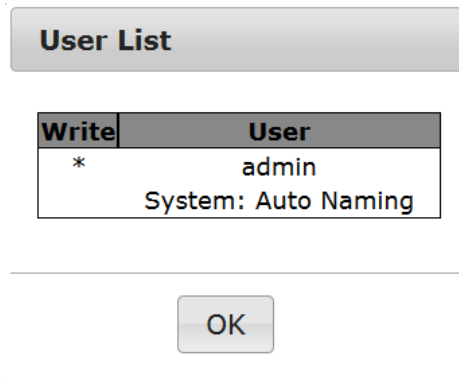 User List
Write User
* admin
System: Auto Naming
OK